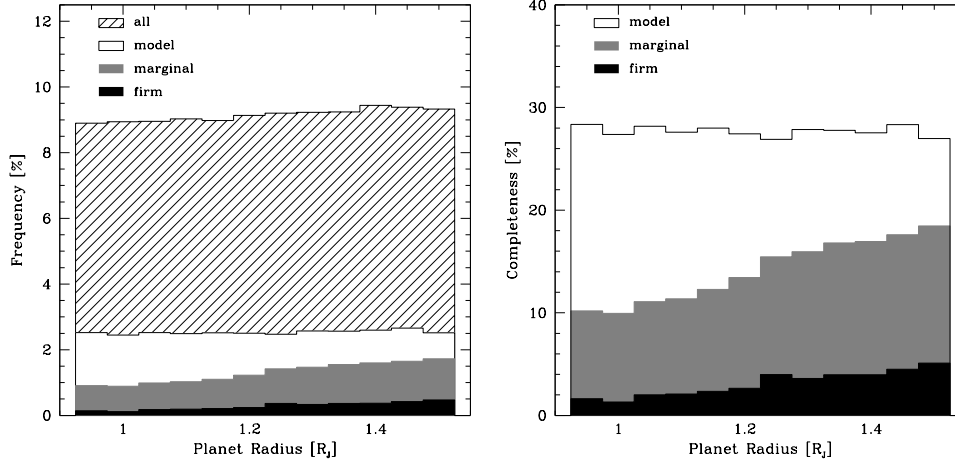 all
model
marginal
firm
Frequency [%]
12
10
8
6
4
2
0
1
1.2
1.4
Planet Radius [R_J]
model
marginal
firm
Completeness [%]
40
30
20
10
0
1
1.2
1.4
Planet Radius [R_J]